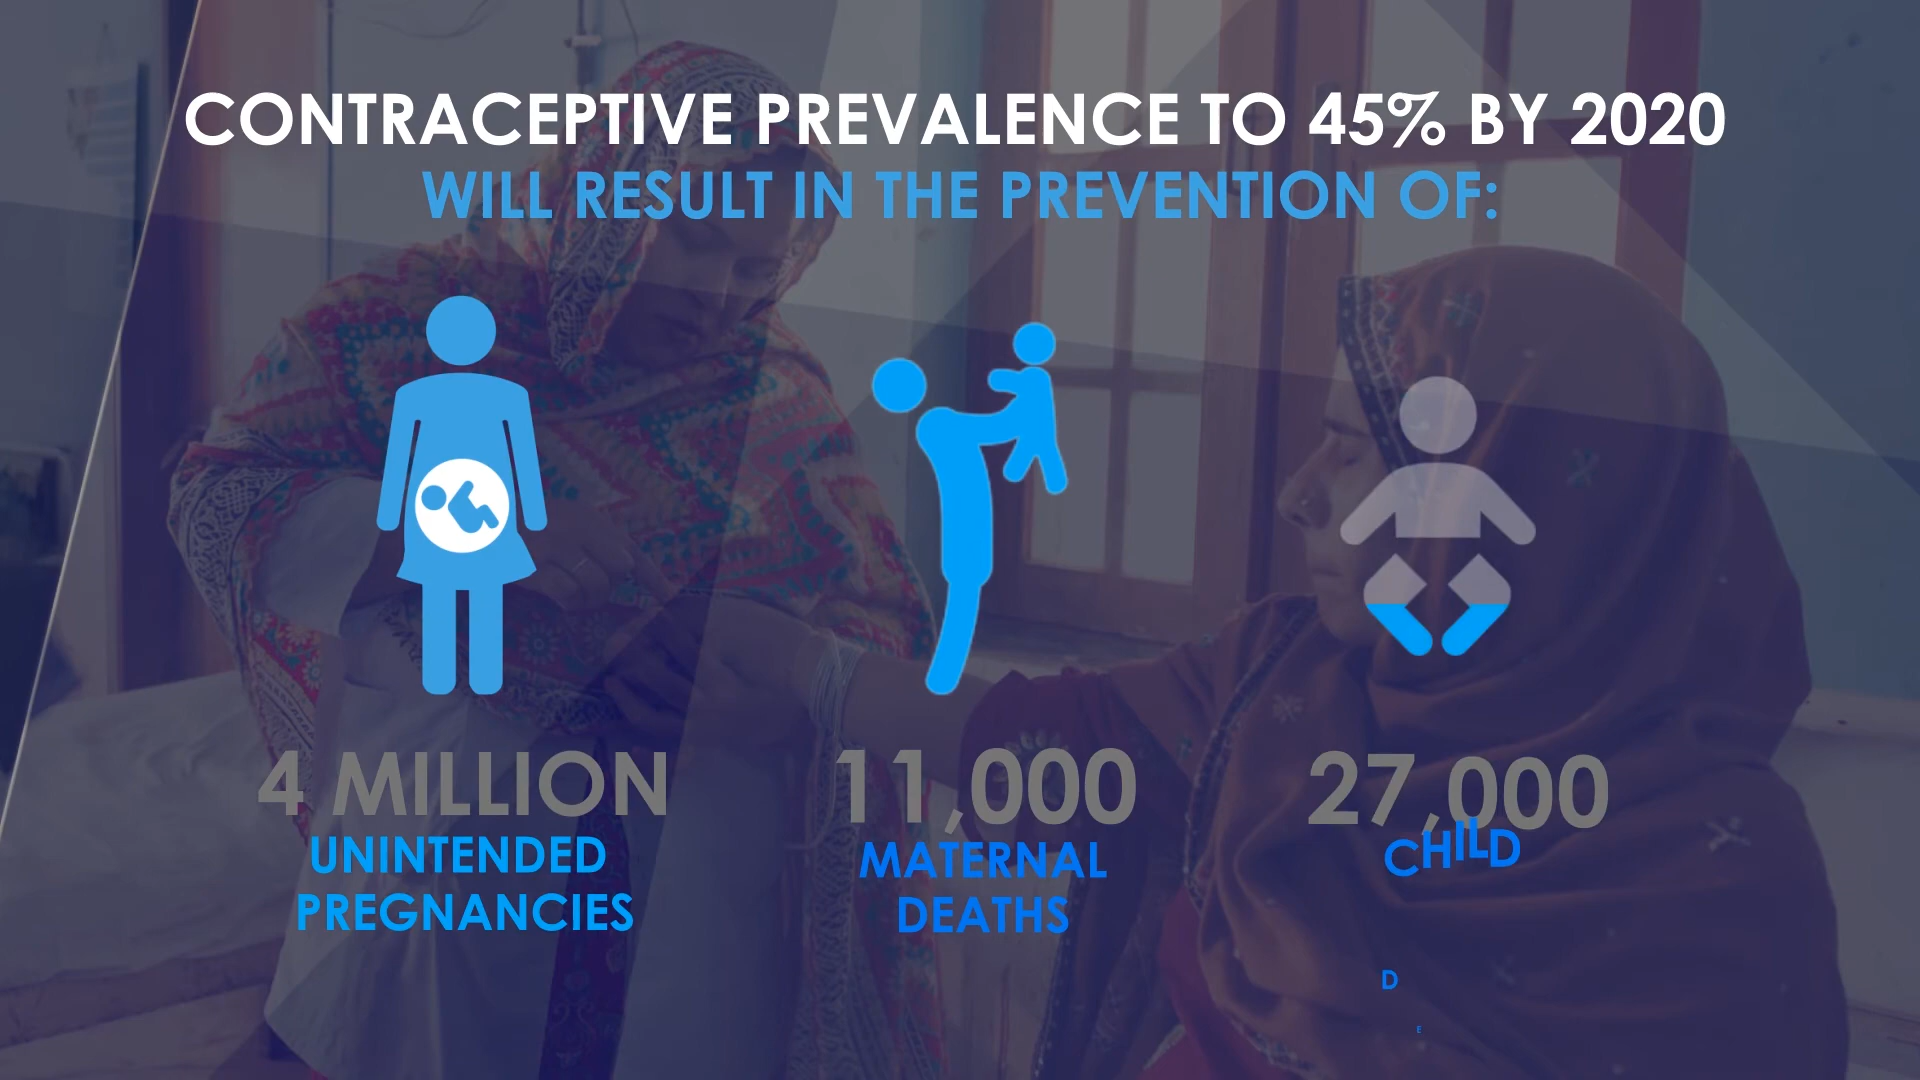 CONTRACEPTIVE PREVALENCE TO 45% BY 2020
WILL RESULT IN THE PREVENTION OF:
4 MILLION
UNINTENDED
PREGNANCIES
11,000
MATERNAL
DEATHS
27,000
CHILD
D
E